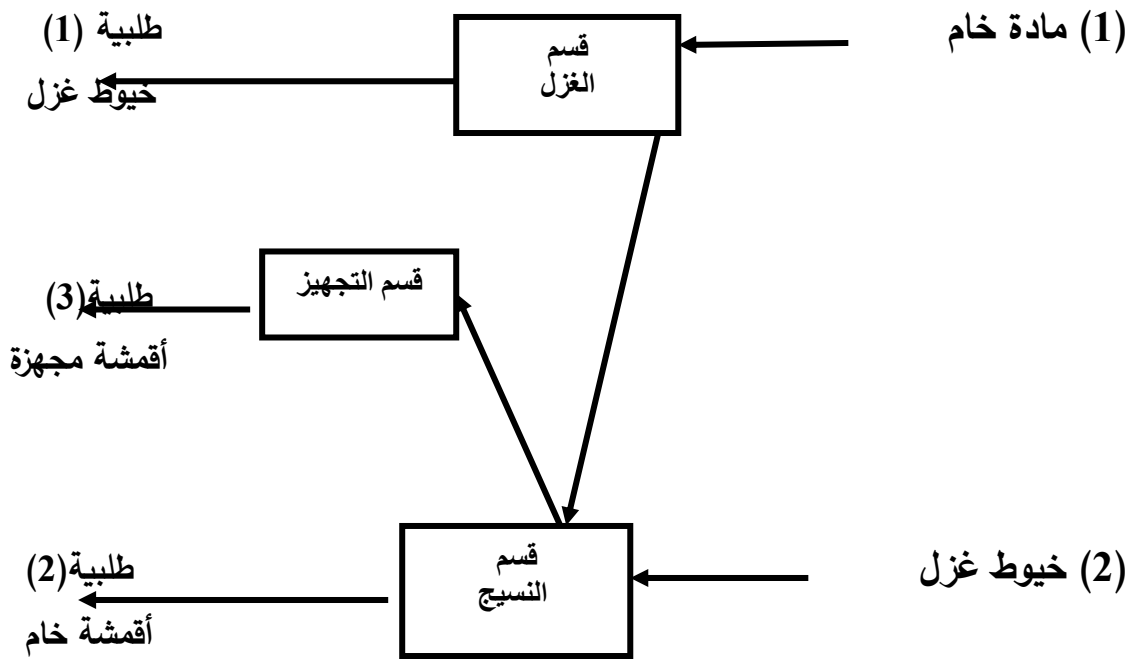 (1) مادة خام
قسم
الغزل
طلبية (1)
خيوط غزل
قسم التجهيز
طلبية(3)
أقمشة مجهزة
(2) خيوط غزل
قسم
النسيج
طلبية(2)
أقمشة خام